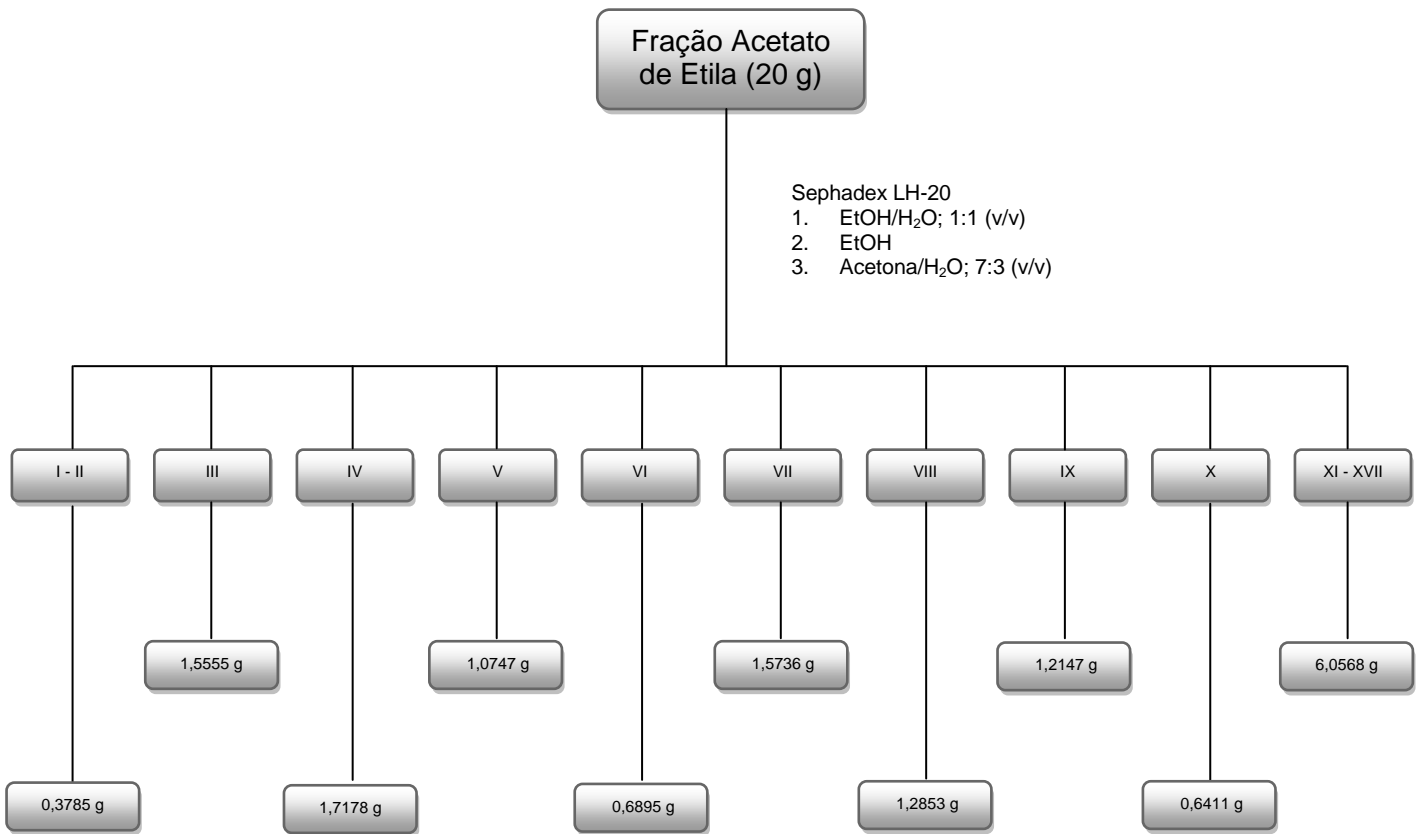 Fração Acetato
de Etila (20 g)
Sephadex LH-20
1. EtOH/H₂O; 1:1 (v/v)
2. EtOH
3. Acetona/H₂O; 7:3 (v/v)
I - II
III
IV
V
VI
VII
VIII
IX
X
XI - XVII
1,5555 g
1,0747 g
1,5736 g
1,2147 g
6,0568 g
0,3785 g
1,7178 g
0,6895 g
1,2853 g
0,6411 g